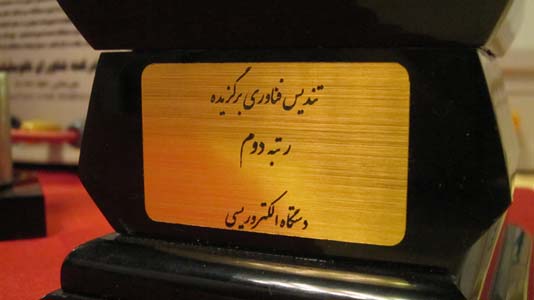 تندیس فناوری برگزیده
رتبه دوم
دستگاه الکتروریسی